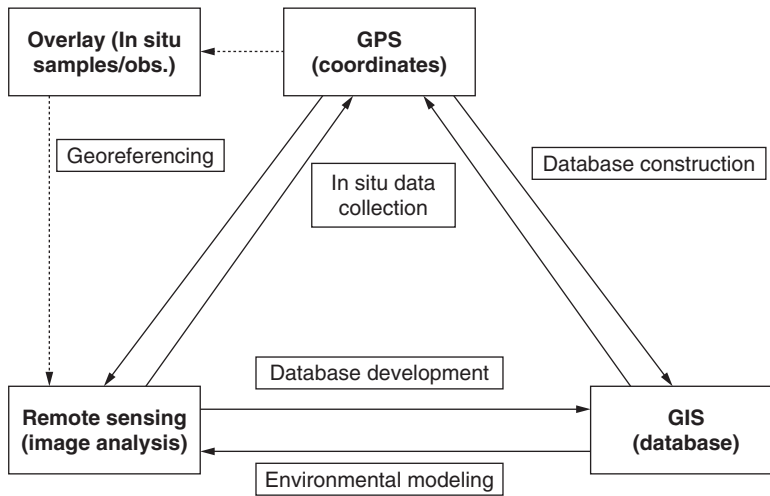 Overlay (In situ
samples/obs.)
GPS
(coordinates)
Georeferencing
In situ data
collection
Database construction
Database development
Remote sensing
(image analysis)
GIS
(database)
Environmental modeling